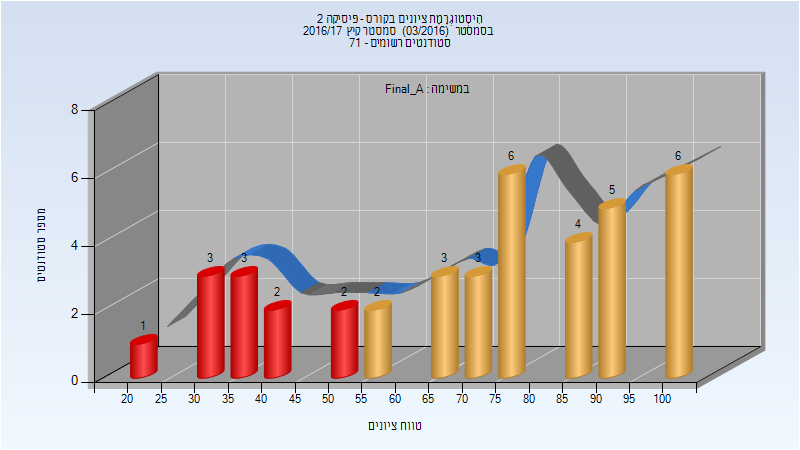 היסטוגרמת ציונים בקורס - פיסיקה 2
בסמסטר (03/2016) סמסטר קיץ 2016/17
סטודנטים רשומים - 71
במשימה : Final_A
מספר סטודנטים
8
6
4
2
0
1
3
3
2
2
2
3
3
6
4
5
6
20 25 30 35 40 45 50 55 60 65 70 75 80 85 90 95 100
טווח ציונים